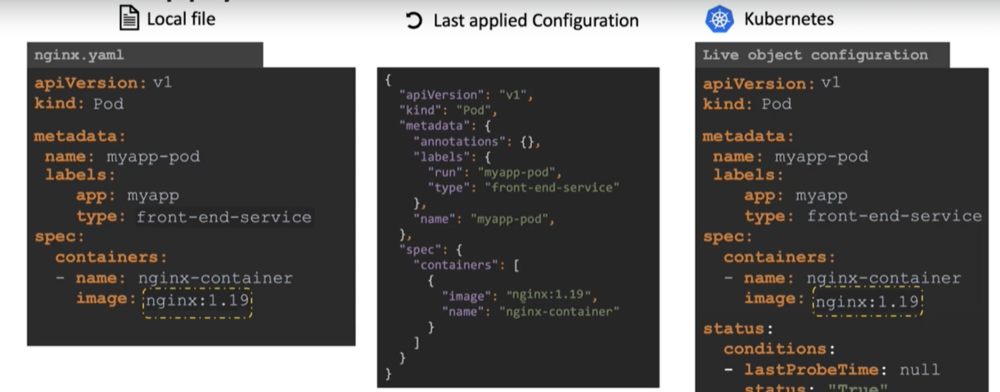 Local file
nginx.yaml
apiVersion: v1
kind: Pod
metadata:
name: myapp-pod
labels:
app: myapp
type: front-end-service
spec:
containers:
- name: nginx-container
image: nginx:1.19
Last applied Configuration
{
"apiVersion": "v1",
"kind": "Pod",
"metadata": {
"annotations": {},
"labels": {
"run": "myapp-pod",
"type": "front-end-service"
},
"name": "myapp-pod",
},
"spec": {
"containers": [
{
"image": "nginx:1.19",
"name": "nginx-container"
}
]
}
}
Kubernetes
Live object configuration
apiVersion: v1
kind: Pod
metadata:
name: myapp-pod
labels:
app: myapp
type: front-end-service
spec:
containers:
- name: nginx-container
image: nginx:1.19
status:
conditions:
- lastProbeTime: null
status: "True"